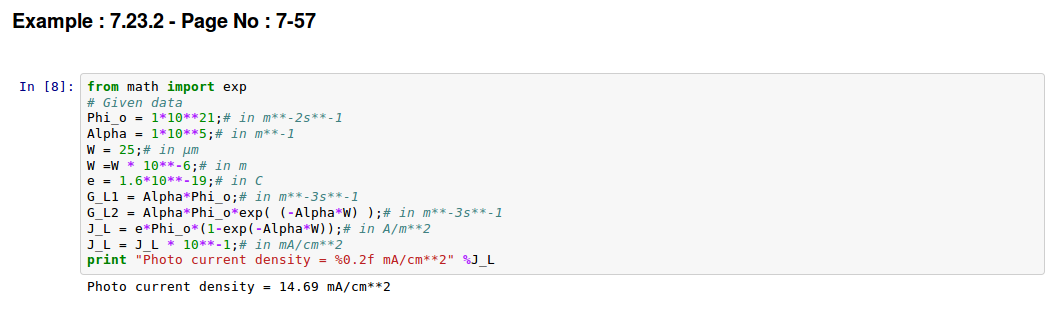 Example : 7.23.2 - Page No : 7-57
In [8]:
from math import exp
# Given data
Phi_o = 1*10**21;# in m**-2s**-1
Alpha = 1*10**5;# in m**-1
W = 25;# in µm
W =W * 10**-6;# in m
e = 1.6*10**-19;# in C
G_L1 = Alpha*Phi_o;# in m**-3s**-1
G_L2 = Alpha*Phi_o*exp( (-Alpha*W) );# in m**-3s**-1
J_L = e*Phi_o*(1-exp(-Alpha*W));# in A/m**2
J_L = J_L * 10**-1;# in mA/cm**2
print "Photo current density = %0.2f mA/cm**2" %J_L
Photo current density = 14.69 mA/cm**2